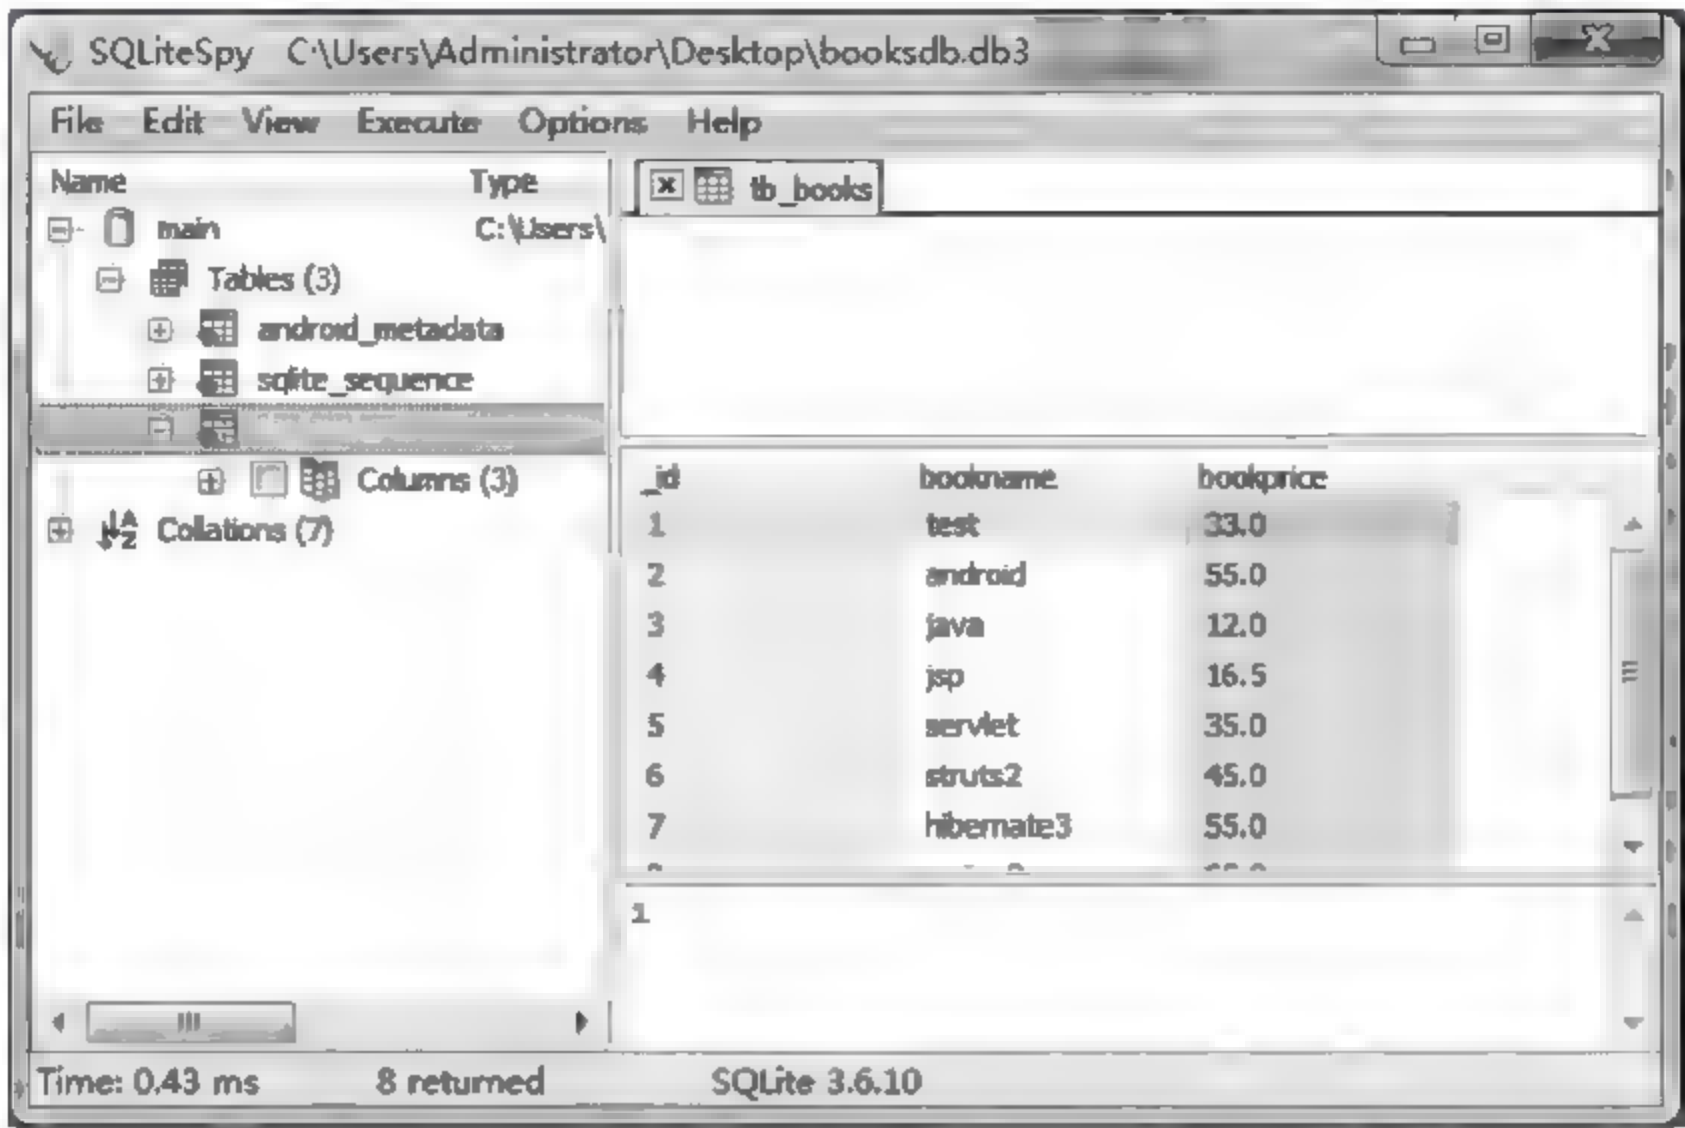 SQLiteSpy C:\Users\Administrator\Desktop\booksdb.db3
File Edit View Execute Options Help
Name Type
main C:\Users\
Tables (3)
android_metadata
sqlite_sequence
Columns (3)
Collations (7)
tb_books
_id bookname bookprice
1 test 33.0
2 android 55.0
3 java 12.0
4 jsp 16.5
5 servlet 35.0
6 struts2 45.0
7 hibernate3 55.0
1
Time: 0.43 ms 8 returned SQLite 3.6.10